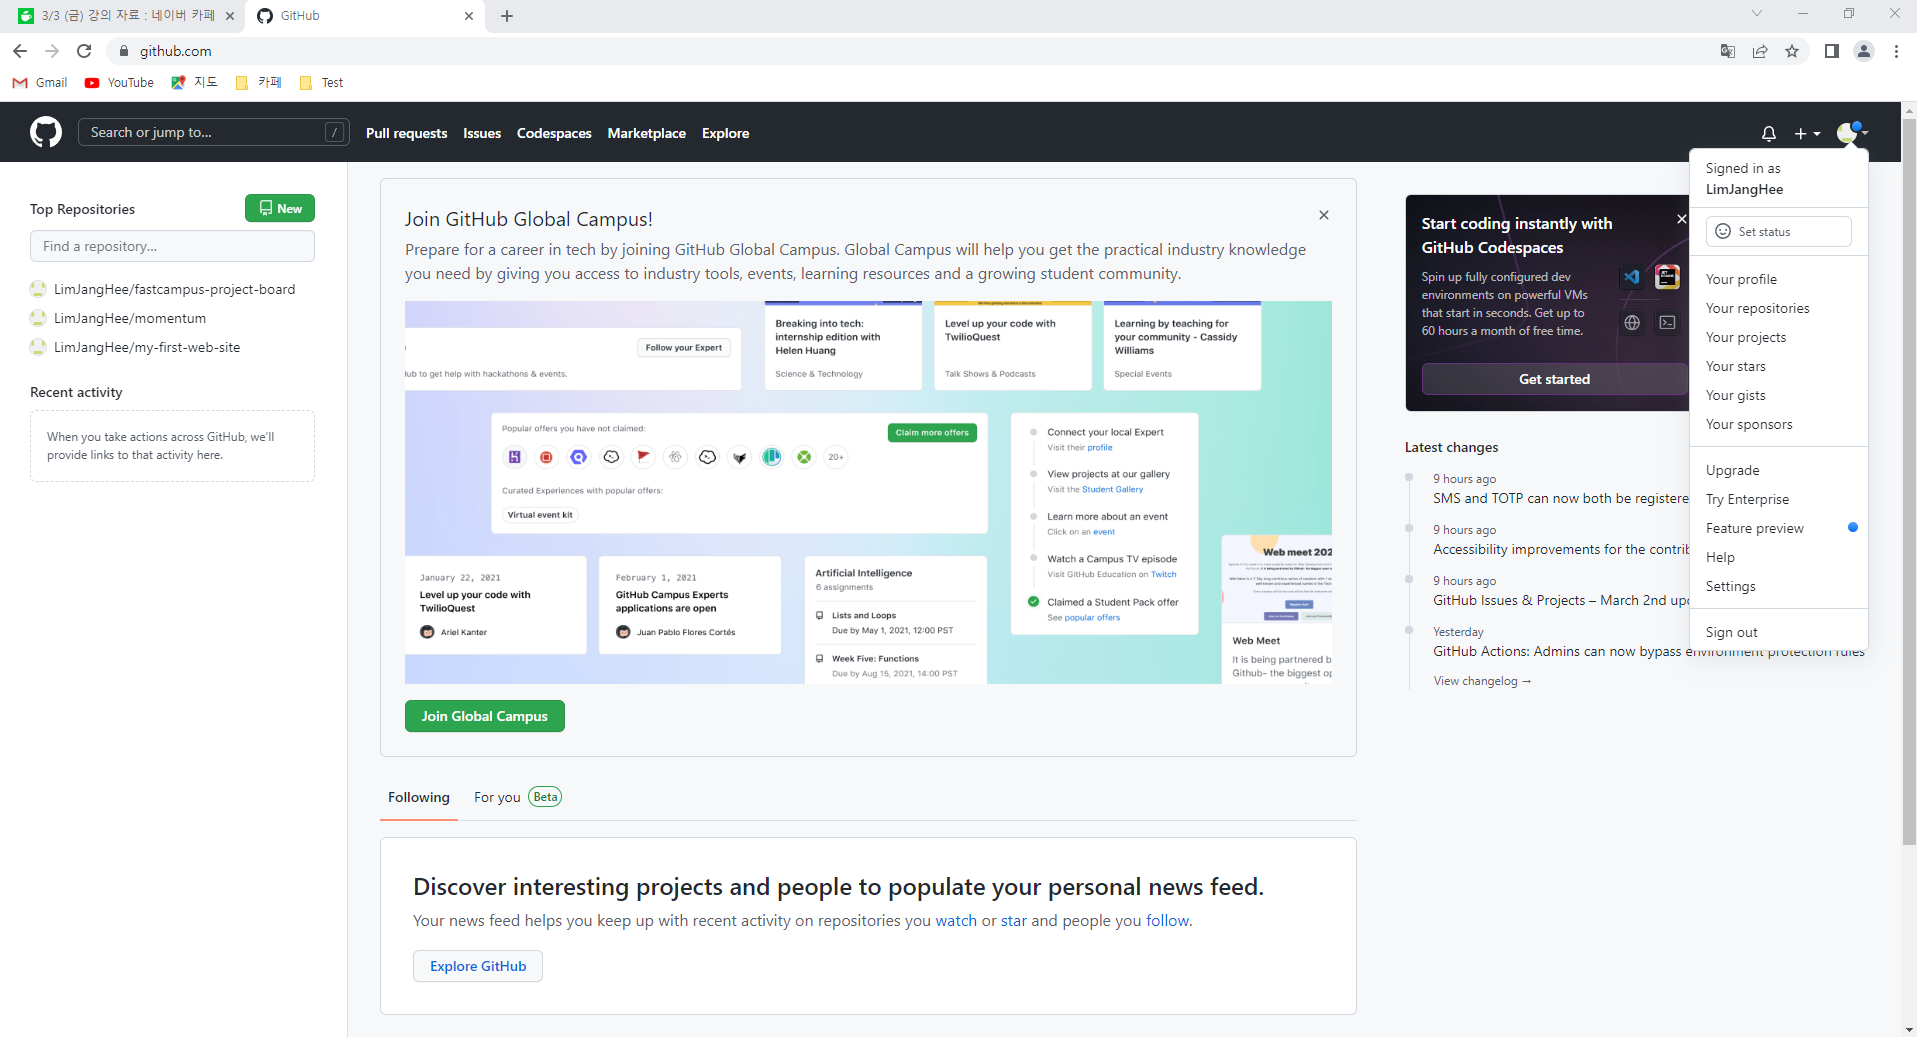 3/3 (금) 강의 자료 : 네이버 카페
GitHub
github.com
Gmail
YouTube
지도
카페
Test
Search or jump to...
/
Pull requests
Issues
Codespaces
Marketplace
Explore
Top Repositories
New
Find a repository...
LimJangHee/fastcampus-project-board
LimJangHee/momentum
LimJangHee/my-first-web-site
Recent activity
When you take actions across GitHub, we'll
provide links to that activity here.
Join GitHub Global Campus!
Prepare for a career in tech by joining GitHub Global Campus. Global Campus will help you get the practical industry knowledge
you need by giving you access to industry tools, events, learning resources and a growing student community.
Follow your Expert
to get help with hackathons & events.
Breaking into tech:
internship edition with
Helen Huang
Science & Technology
Level up your code with
TwilioQuest
Talk Shows & Podcasts
Learning by teaching for
your community - Cassidy
Williams
Special Events
Popular offers you have not claimed:
Claim more offers
20+
Curated Experiences with popular offers:
Virtual event kit
Connect your local Expert
Visit their profile
View projects at our gallery
Visit the Student Gallery
Learn more about an event
Click on an event
Watch a Campus TV episode
Visit GitHub Education on Twitch
Claimed a Student Pack offer
See popular offers
January 22, 2021
Level up your code with
TwilioQuest
Ariel Kanter
February 1, 2021
GitHub Campus Experts
applications are open
Juan Pablo Flores Cortés
Artificial Intelligence
6 assignments
Lists and Loops
Due by May 1, 2021, 12:00 PST
Week Five: Functions
Due by Aug 15, 2021, 14:00 PST
Web meet 202
Web Meet
It is being partnered b
Github- the biggest op
Join Global Campus
Following
For you
Beta
Discover interesting projects and people to populate your personal news feed.
Your news feed helps you keep up with recent activity on repositories you watch or star and people you follow.
Explore GitHub
Start coding instantly with
GitHub Codespaces
Spin up fully configured dev
environments on powerful VMs
that start in seconds. Get up to
60 hours a month of free time.
Get started
Latest changes
9 hours ago
SMS and TOTP can now both be registere
9 hours ago
Accessibility improvements for the contrib
9 hours ago
GitHub Issues & Projects – March 2nd upd
Yesterday
GitHub Actions: Admins can now bypass environment protection rules
View changelog →
Signed in as
LimJangHee
Set status
Your profile
Your repositories
Your projects
Your stars
Your gists
Your sponsors
Upgrade
Try Enterprise
Feature preview
Help
Settings
Sign out